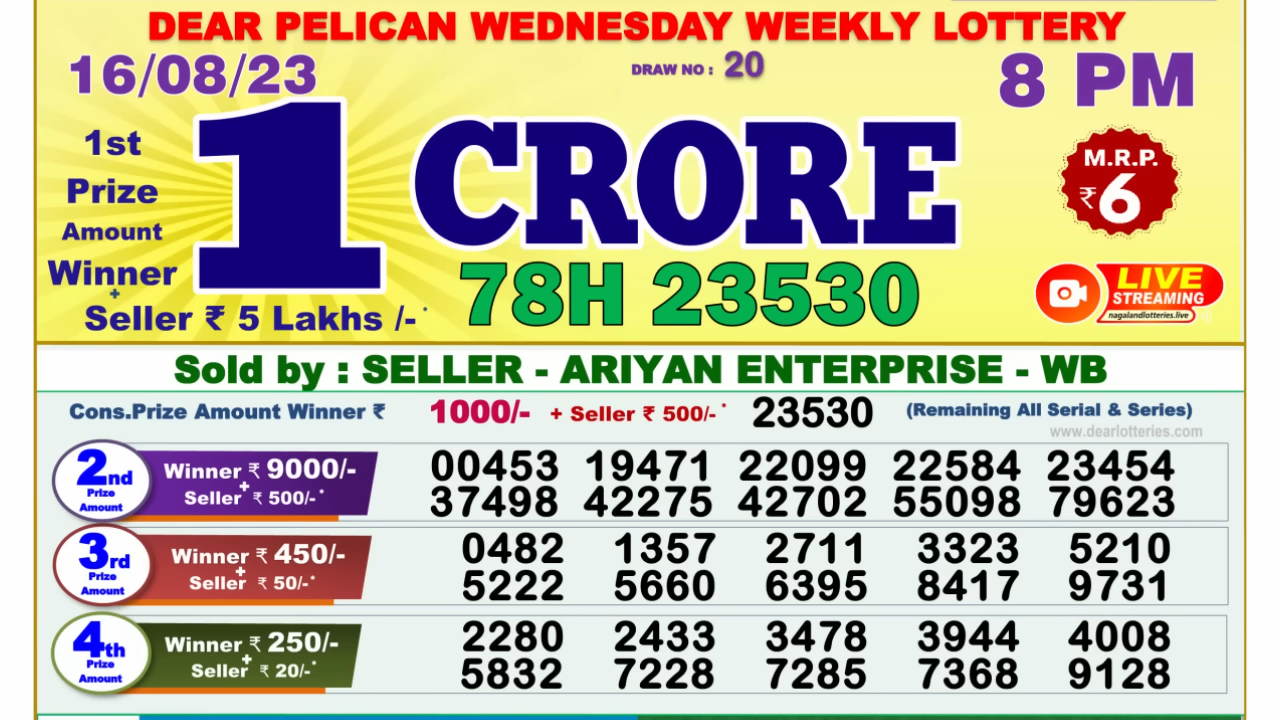 DEAR PELICAN WEDNESDAY WEEKLY LOTTERY
16/08/23
DRAW NO : 20
8 PM
1st
Prize
Amount
Winner
+
Seller ₹ 5 Lakhs /- *
1 CRORE
78H 23530
M.R.P.
₹ 6
LIVE
STREAMING
nagalandlotteries.live
Sold by : SELLER - ARIYAN ENTERPRISE - WB
Cons.Prize Amount Winner ₹ 1000/- + Seller ₹ 500/- * 23530 (Remaining All Serial & Series)
www.dearlotteries.com
2nd
Prize
Amount
Winner ₹ 9000/-
+
Seller ₹ 500/- *
00453 19471 22099 22584 23454
37498 42275 42702 55098 79623
3rd
Prize
Amount
Winner ₹ 450/-
+
Seller ₹ 50/- *
0482 1357 2711 3323 5210
5222 5660 6395 8417 9731
4th
Prize
Amount
Winner ₹ 250/-
+
Seller ₹ 20/- *
2280 2433 3478 3944 4008
5832 7228 7285 7368 9128